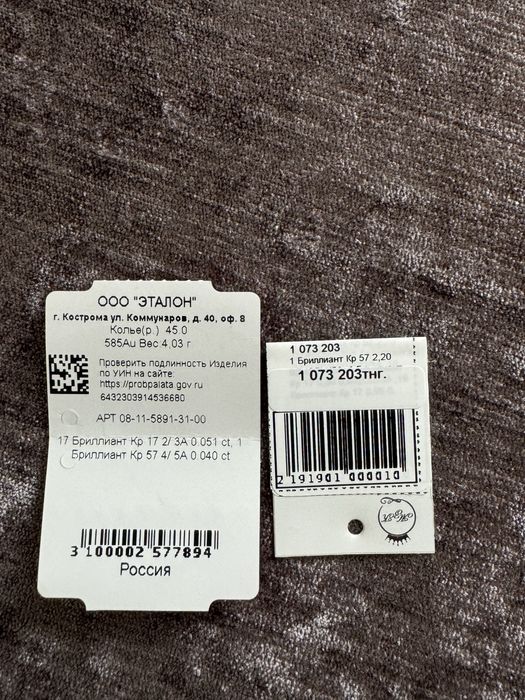 ООО "ЭТАЛОН"
г. Кострома ул. Коммунаров, д. 40, оф. 8
Колье(р.) 45.0
585Au Вес 4,03 г
Проверить подлинность Изделия
по УИН на сайте:
https://probpalata.gov.ru
6432303914536680
АРТ 08-11-5891-31-00
17 Бриллиант Кр 17 2/ 3А 0.051 ct, 1
Бриллиант Кр 57 4/ 5А 0.040 ct
3 100002 577894
Россия
1 073 203
1 Бриллиант Кр 57 2,20
1 073 203тнг.
2 191901 000010